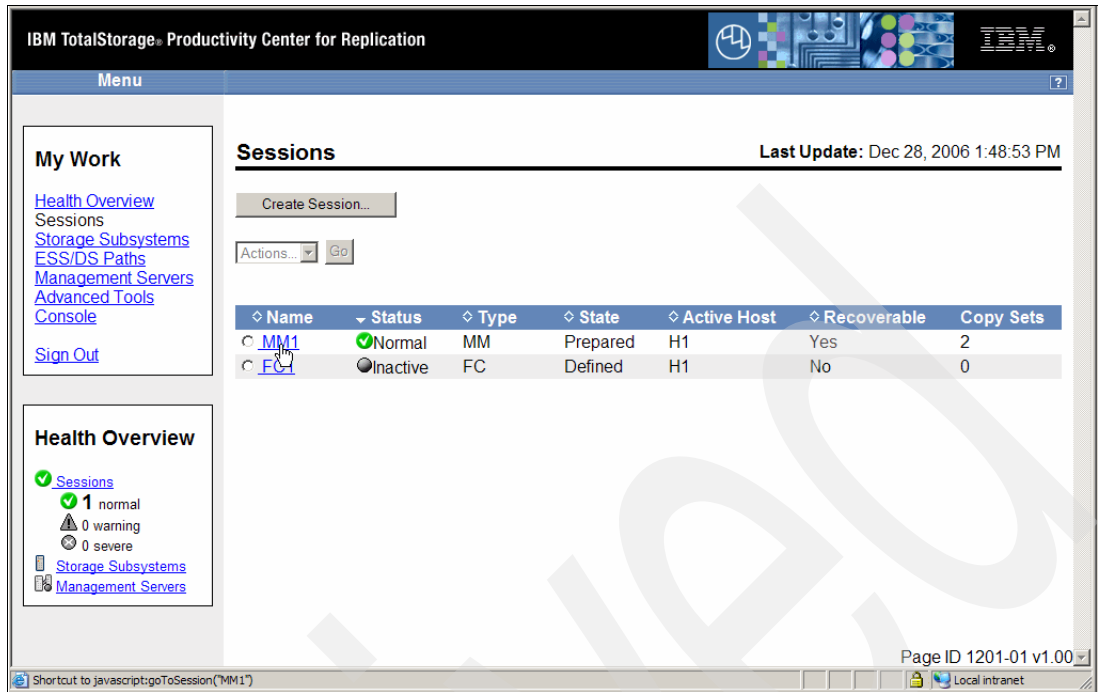 IBM TotalStorage® Productivity Center for Replication
IBM®
Menu
?
My Work
Health Overview
Sessions
Storage Subsystems
ESS/DS Paths
Management Servers
Advanced Tools
Console
Sign Out
Health Overview
Sessions
1 normal
0 warning
0 severe
Storage Subsystems
Management Servers
Sessions
Last Update: Dec 28, 2006 1:48:53 PM
Create Session...
Actions... Go
Name Status Type State Active Host Recoverable Copy Sets
MM1 Normal MM Prepared H1 Yes 2
FC1 Inactive FC Defined H1 No 0
Page ID 1201-01 v1.00
Shortcut to javascript:goToSession("MM1") Local intranet